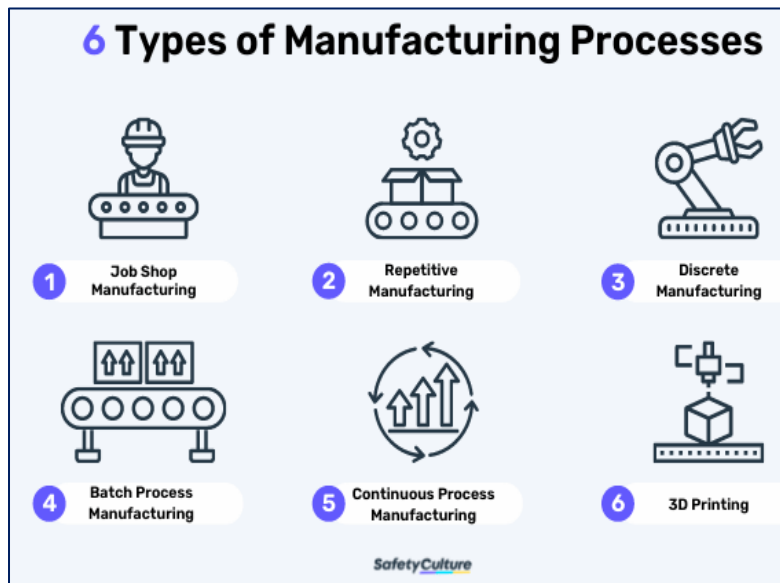 6 Types of Manufacturing Processes
1
Job Shop
Manufacturing
2
Repetitive
Manufacturing
3
Discrete
Manufacturing
4
Batch Process
Manufacturing
5
Continuous Process
Manufacturing
6
3D Printing
SafetyCulture